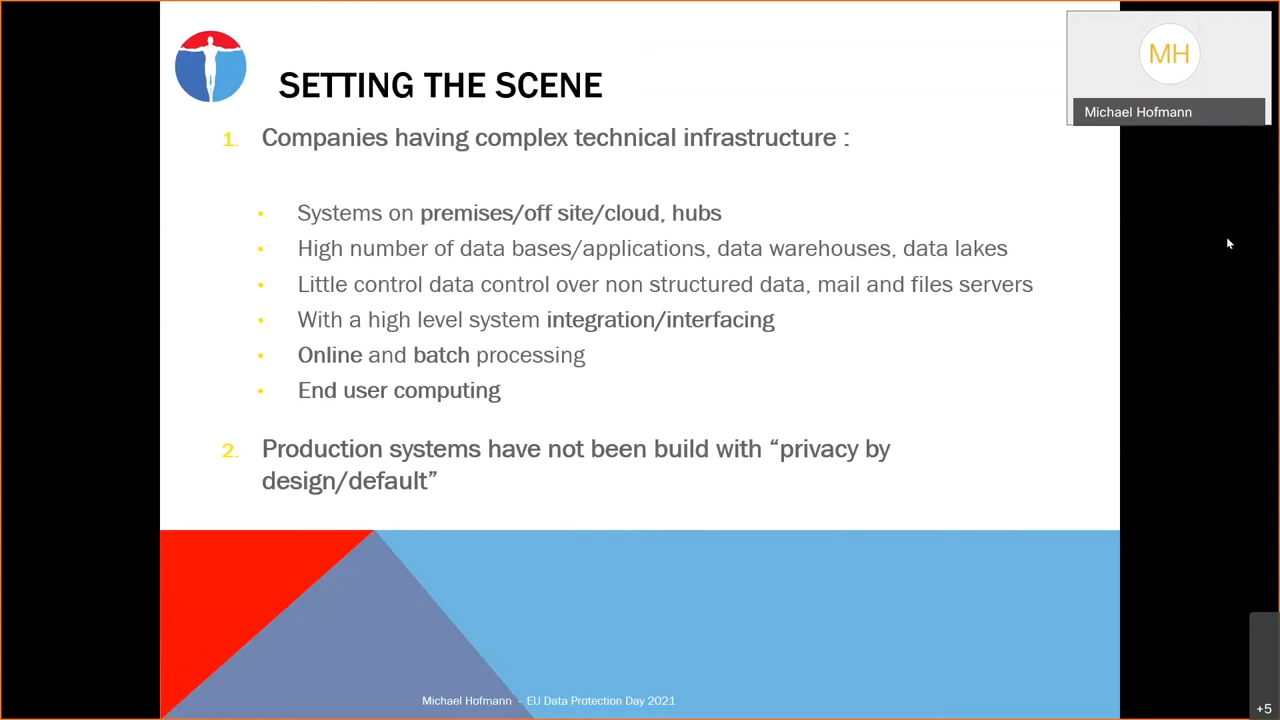 MH
Michael Hofmann
SETTING THE SCENE
1. Companies having complex technical infrastructure :
• Systems on premises/off site/cloud, hubs
• High number of data bases/applications, data warehouses, data lakes
• Little control data control over non structured data, mail and files servers
• With a high level system integration/interfacing
• Online and batch processing
• End user computing
2. Production systems have not been build with “privacy by
design/default”
Michael Hofmann - EU Data Protection Day 2021
+5